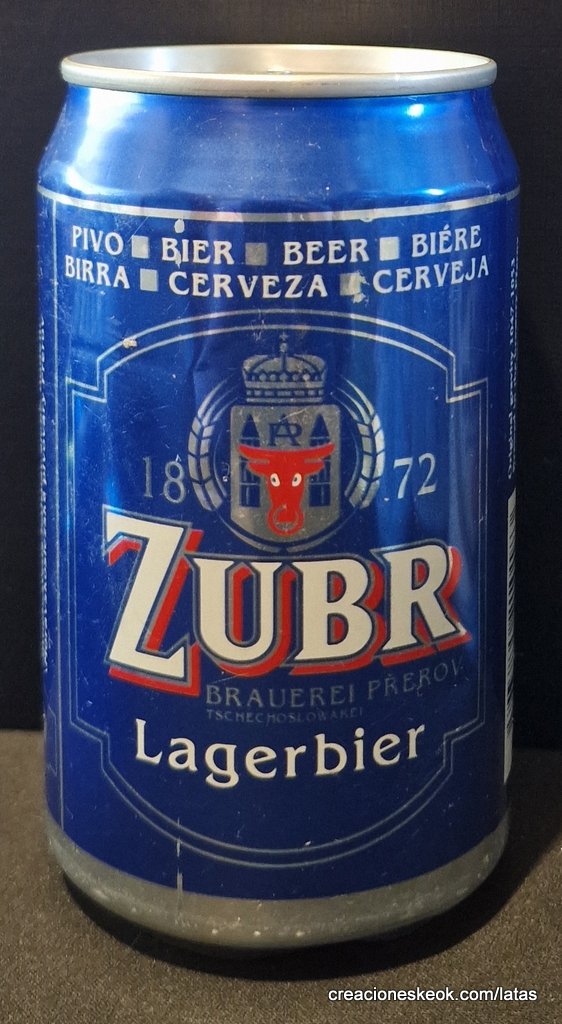 PIVO ■ BIER ■ BEER ■ BIÉRE
BIRRA ■ CERVEZA ■ CERVEJA
18 72
ZUBR
BRAUEREI PŘEROV
TSCHECHOSLOWAKEI
Lagerbier
creacioneskeok.com/latas